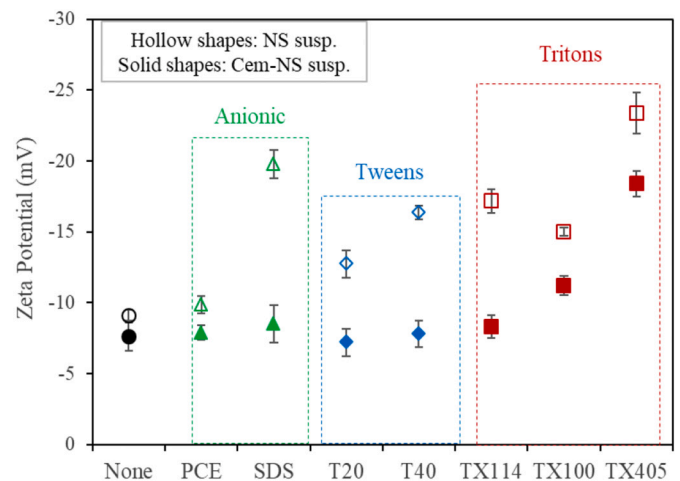 Hollow shapes: NS susp.
Solid shapes: Cem-NS susp.
Anionic
Tweens
Tritons
Zeta Potential (mV)
-30
-25
-20
-15
-10
-5
0
None PCE SDS T20 T40 TX114 TX100 TX405